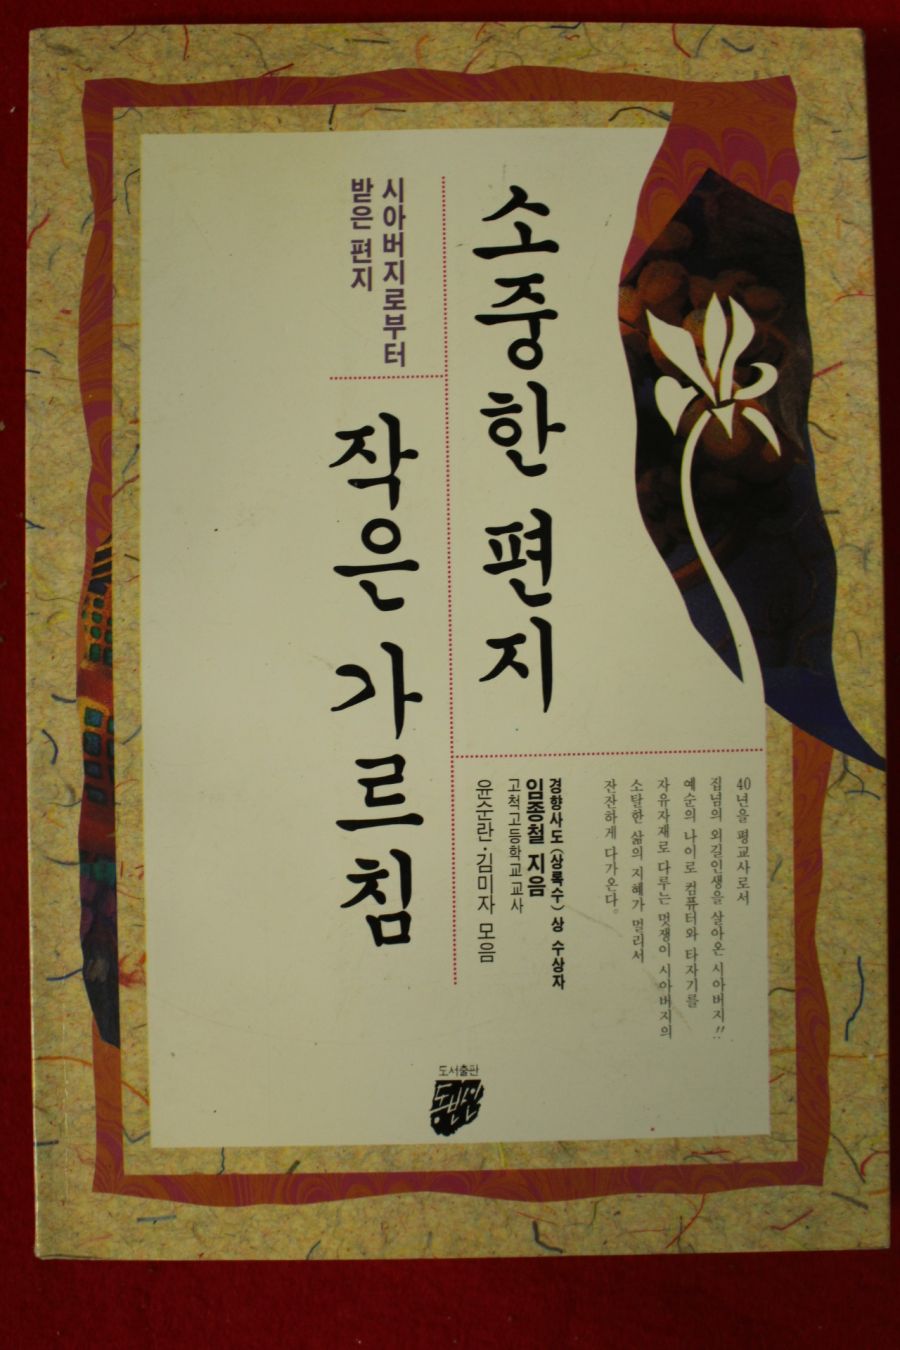 40년을 평교사로서
집념의 외길인생을 살아온 시아버지!!
예순의 나이로 컴퓨터와 타자기를
자유자재로 다루는 멋쟁이 시아버지의
소탈한 삶의 지혜가 멀리서
잔잔하게 다가온다.
소중한 편지
경향사도(상록수)상 수상자
임종철 지음
고척고등학교 교사
윤순란·김미자 모음
시아버지로부터
받은 편지
작은 가르침
도서출판
동반인